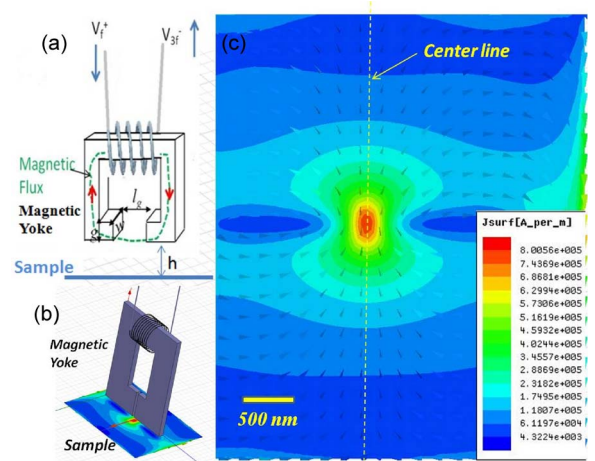 (a)
V_f^+
V_3f^-
Magnetic
Flux
Magnetic
Yoke
l_g
w
g
h
Sample
(b)
Magnetic
Yoke
Sample
(c)
Center line
500 nm
Jsurf[A_per_m]
8.0056e+005
7.4369e+005
6.8681e+005
6.2994e+005
5.7306e+005
5.1619e+005
4.5932e+005
4.0244e+005
3.4557e+005
2.8869e+005
2.3182e+005
1.7495e+005
1.1807e+005
6.1197e+004
4.3224e+003